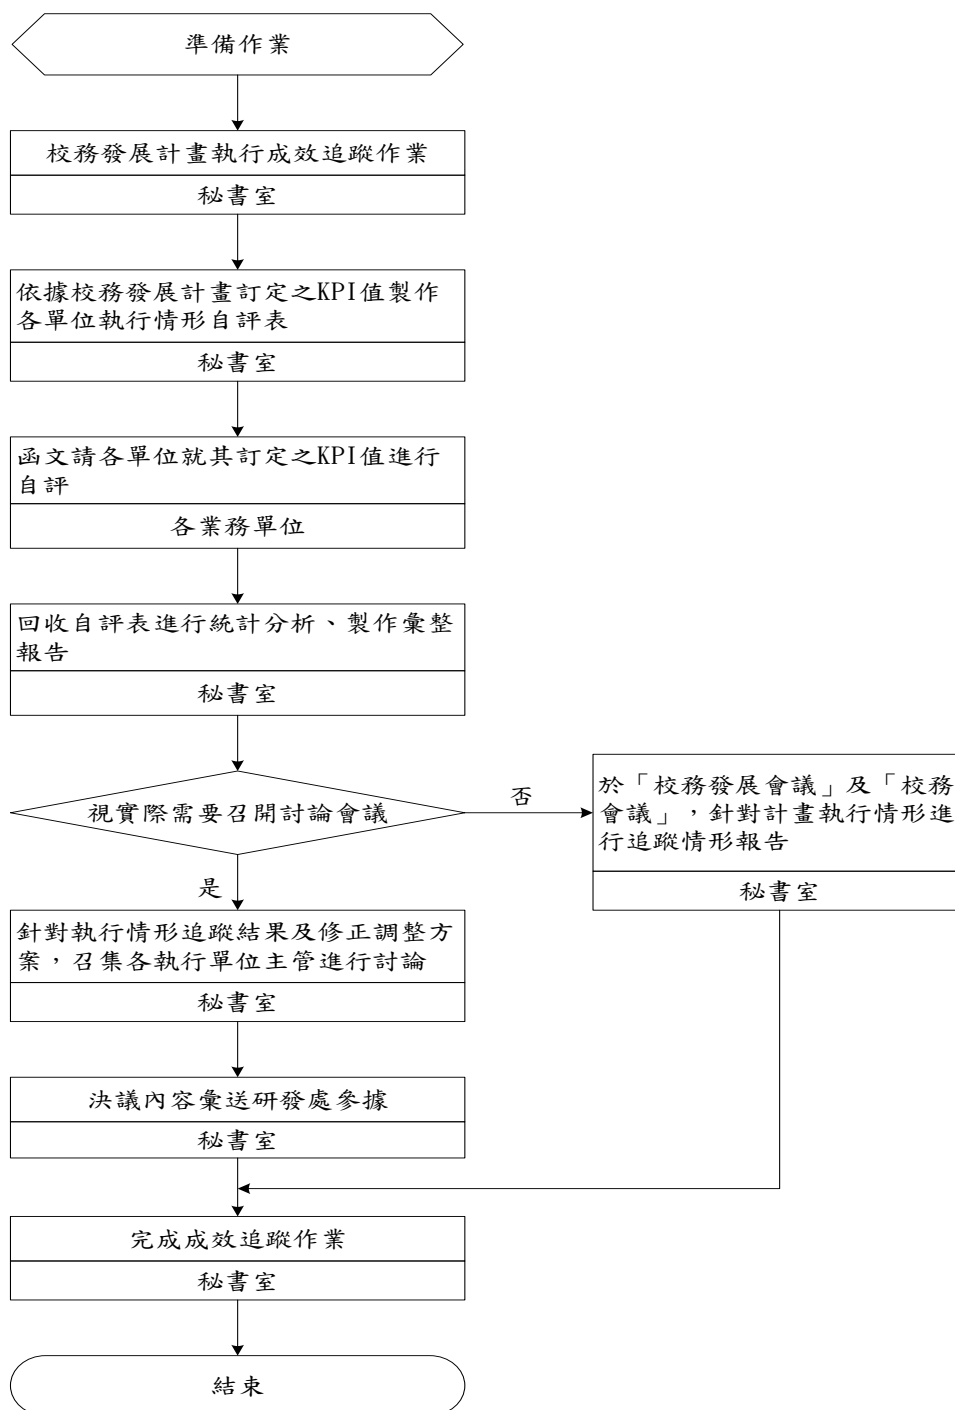 準備作業
校務發展計畫執行成效追蹤作業
秘書室
依據校務發展計畫訂定之KPI值製作
各單位執行情形自評表
秘書室
函文請各單位就其訂定之KPI值進行
自評
各業務單位
回收自評表進行統計分析、製作彙整
報告
秘書室
視實際需要召開討論會議
否
於「校務發展會議」及「校務
會議」，針對計畫執行情形進
行追蹤情形報告
秘書室
是
針對執行情形追蹤結果及修正調整方
案，召集各執行單位主管進行討論
秘書室
決議內容彙送研發處參據
秘書室
完成成效追蹤作業
秘書室
結束